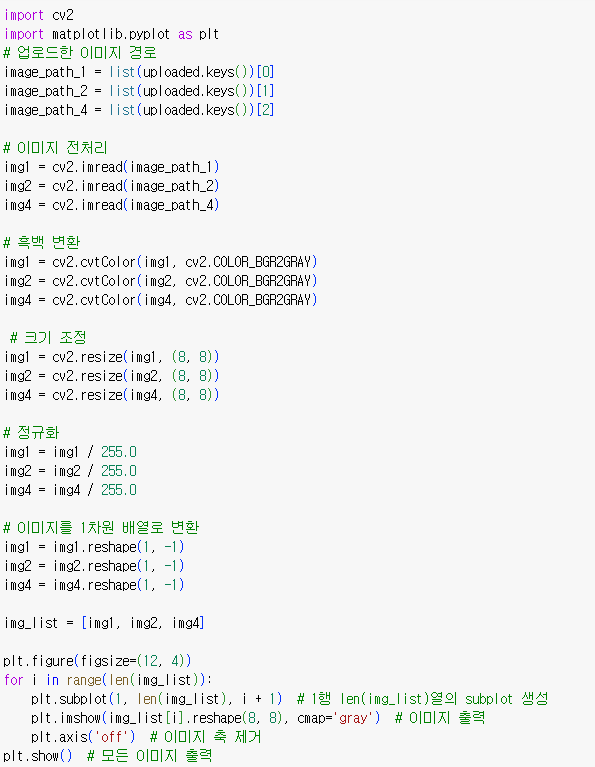 import cv2
import matplotlib.pyplot as plt
# 업로드한 이미지 경로
image_path_1 = list(uploaded.keys())[0]
image_path_2 = list(uploaded.keys())[1]
image_path_4 = list(uploaded.keys())[2]

# 이미지 전처리
img1 = cv2.imread(image_path_1)
img2 = cv2.imread(image_path_2)
img4 = cv2.imread(image_path_4)

# 흑백 변환
img1 = cv2.cvtColor(img1, cv2.COLOR_BGR2GRAY)
img2 = cv2.cvtColor(img2, cv2.COLOR_BGR2GRAY)
img4 = cv2.cvtColor(img4, cv2.COLOR_BGR2GRAY)

 # 크기 조정
img1 = cv2.resize(img1, (8, 8))
img2 = cv2.resize(img2, (8, 8))
img4 = cv2.resize(img4, (8, 8))

# 정규화
img1 = img1 / 255.0
img2 = img2 / 255.0
img4 = img4 / 255.0

# 이미지를 1차원 배열로 변환
img1 = img1.reshape(1, -1)
img2 = img2.reshape(1, -1)
img4 = img4.reshape(1, -1)

img_list = [img1, img2, img4]

plt.figure(figsize=(12, 4))
for i in range(len(img_list)):
    plt.subplot(1, len(img_list), i + 1)  # 1행 len(img_list)열의 subplot 생성
    plt.imshow(img_list[i].reshape(8, 8), cmap='gray')  # 이미지 출력
    plt.axis('off')  # 이미지 축 제거
plt.show()  # 모든 이미지 출력